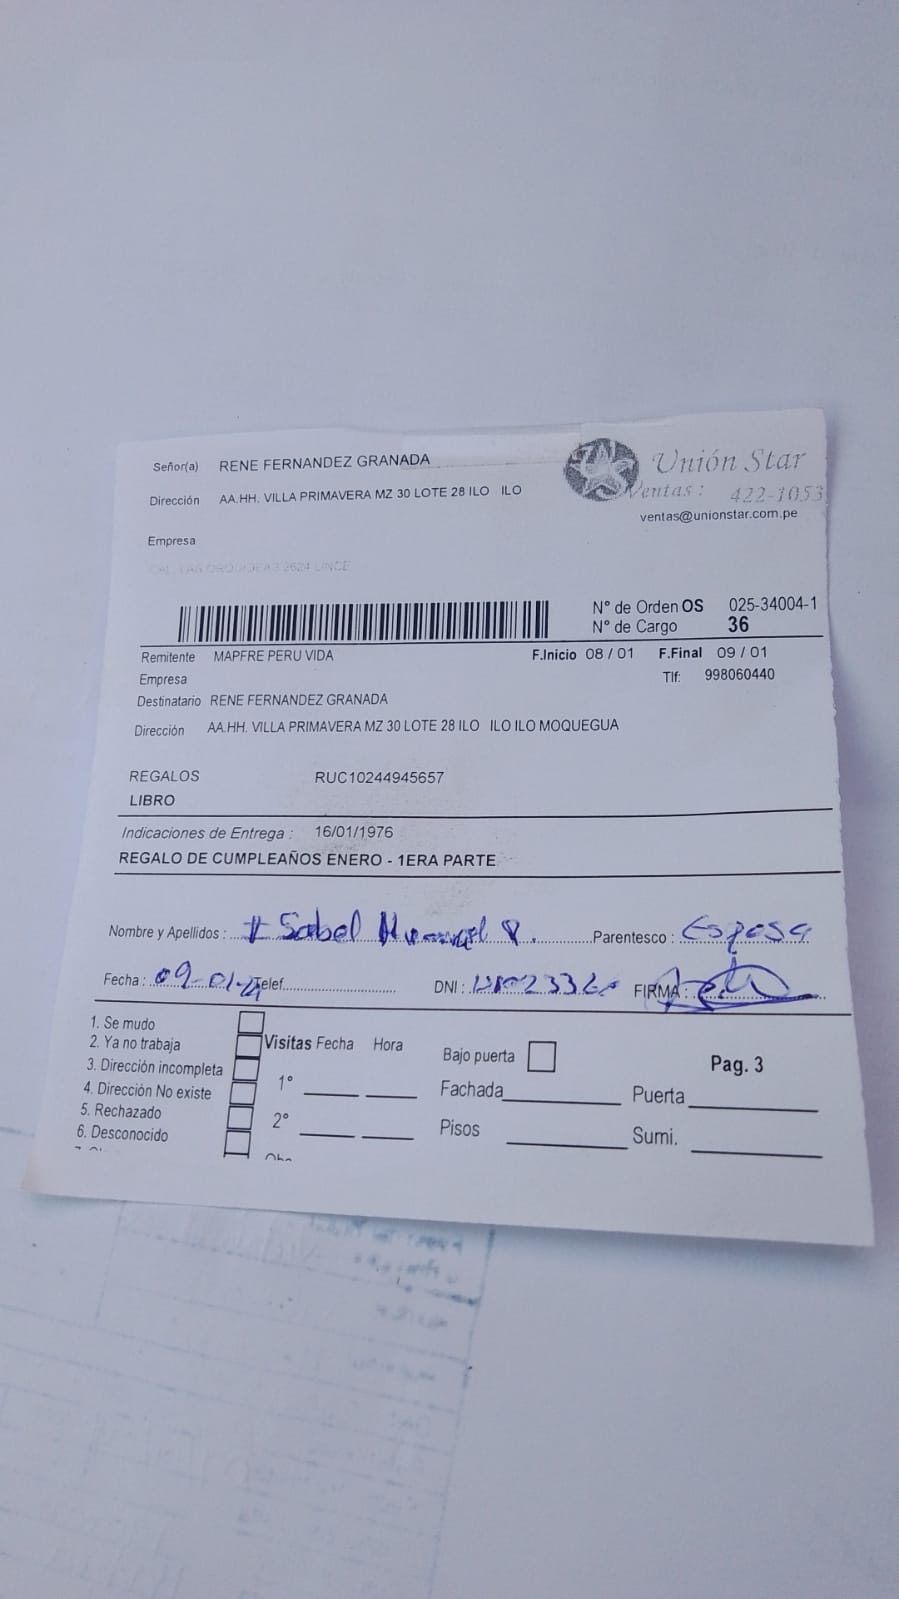 Señor(a) RENE FERNANDEZ GRANADA
Unión Star
Dirección AA.HH. VILLA PRIMAVERA MZ 30 LOTE 28 ILO ILO
Ventas: 422-1053
ventas@unionstar.com.pe
Empresa
CAL. LAS ORQUIDEAS 2624 LINCE
N° de Orden OS 025-34004-1
N° de Cargo 36
Remitente MAPFRE PERU VIDA F.Inicio 08 / 01 F.Final 09 / 01
Empresa Tlf: 998060440
Destinatario RENE FERNANDEZ GRANADA
Dirección AA.HH. VILLA PRIMAVERA MZ 30 LOTE 28 ILO ILO ILO MOQUEGUA
REGALOS RUC10244945657
LIBRO
Indicaciones de Entrega : 16/01/1976
REGALO DE CUMPLEAÑOS ENERO - 1ERA PARTE
Nombre y Apellidos : Isabel Parentesco : Esposa
Fecha : 09-01-24 Telef. DNI : FIRMA :
1. Se mudo
2. Ya no trabaja Visitas Fecha Hora Bajo puerta Pag. 3
3. Dirección incompleta 1° Fachada Puerta
4. Dirección No existe
5. Rechazado 2° Pisos Sumi.
6. Desconocido